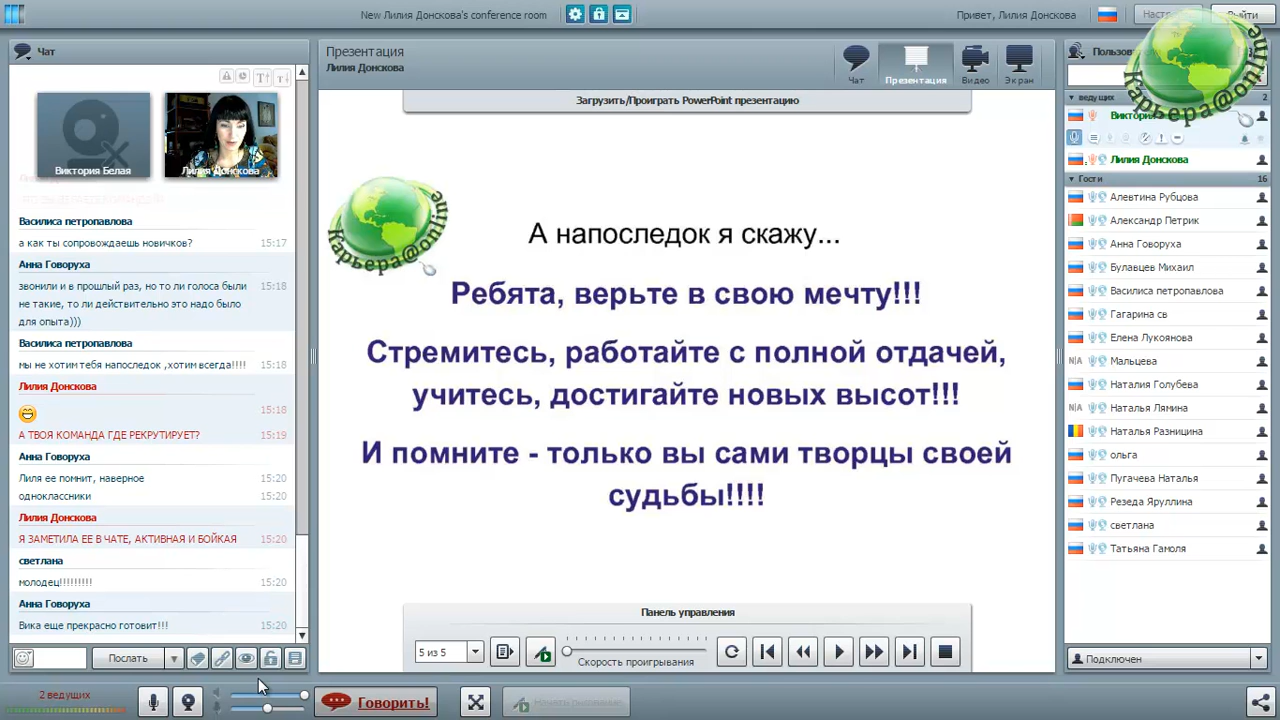 New Лилия Донскова's conference room
Привет, Лилия Донскова
Выйти
Чат
Виктория Белая
Лилия Донскова
Василиса петропавлова
а как ты сопровождаешь новичков?
15:17
Анна Говоруха
звонили и в прошлый раз, но то ли голоса были
15:18
не такие, то ли действительно это надо было
для опыта)))
Василиса петропавлова
мы не хотим тебя напоследок ,хотим всегда!!!!
15:18
Лилия Донскова
15:18
А ТВОЯ КОМАНДА ГДЕ РЕКРУТИРУЕТ?
15:19
Анна Говоруха
Лиля ее помнит, наверное
15:20
одноклассники
15:20
Лилия Донскова
Я ЗАМЕТИЛА ЕЕ В ЧАТЕ, АКТИВНАЯ И БОЙКАЯ
15:20
светлана
молодец!!!!!!!!!
15:20
Анна Говоруха
Вика еще прекрасно готовит!!!
15:20
Послать
2 ведущих
Говорить!
Презентация
Лилия Донскова
Чат
Презентация
Видео
Экран
Загрузить/Проиграть PowerPoint презентацию
Карьера@online
А напоследок я скажу...
Ребята, верьте в свою мечту!!!
Стремитесь, работайте с полной отдачей,
учитесь, достигайте новых высот!!!
И помните - только вы сами творцы своей
судьбы!!!!
Панель управления
5 из 5
Скорость проигрывания
Карьера@online
ведущих
2
Лилия Донскова
Гости
16
Алевтина Рубцова
Александр Петрик
Анна Говоруха
Булавцев Михаил
Василиса петропавлова
Гагарина св
Елена Лукоянова
N/A Мальцева
Наталия Голубева
N/A Наталья Лямина
Наталья Разницина
ольга
Пугачева Наталья
Резеда Яруллина
светлана
Татьяна Гамоля
Подключен